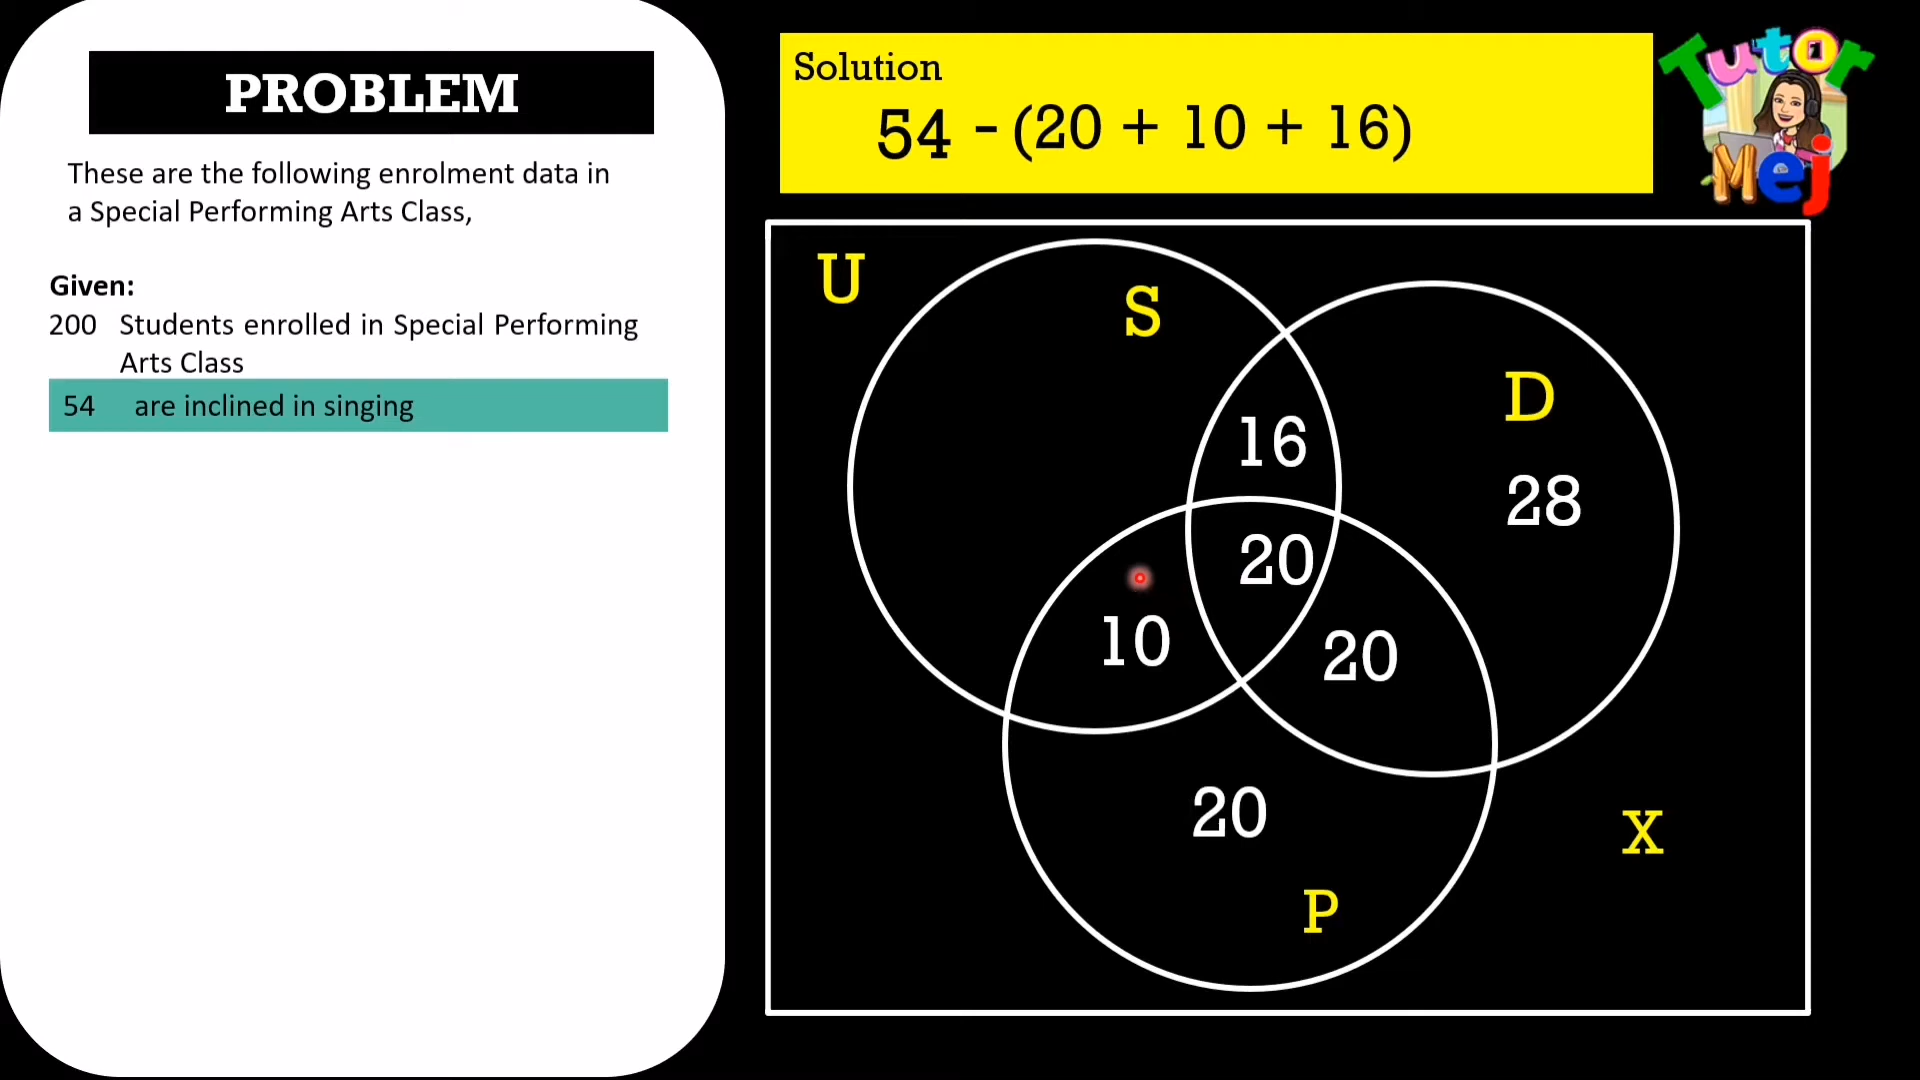 PROBLEM
These are the following enrolment data in
a Special Performing Arts Class,
Given:
200 Students enrolled in Special Performing
Arts Class
54 are inclined in singing
Solution
54 - (20 + 10 + 16)
Tutor
Mej
U
S
D
16
28
20
10
20
20
X
P